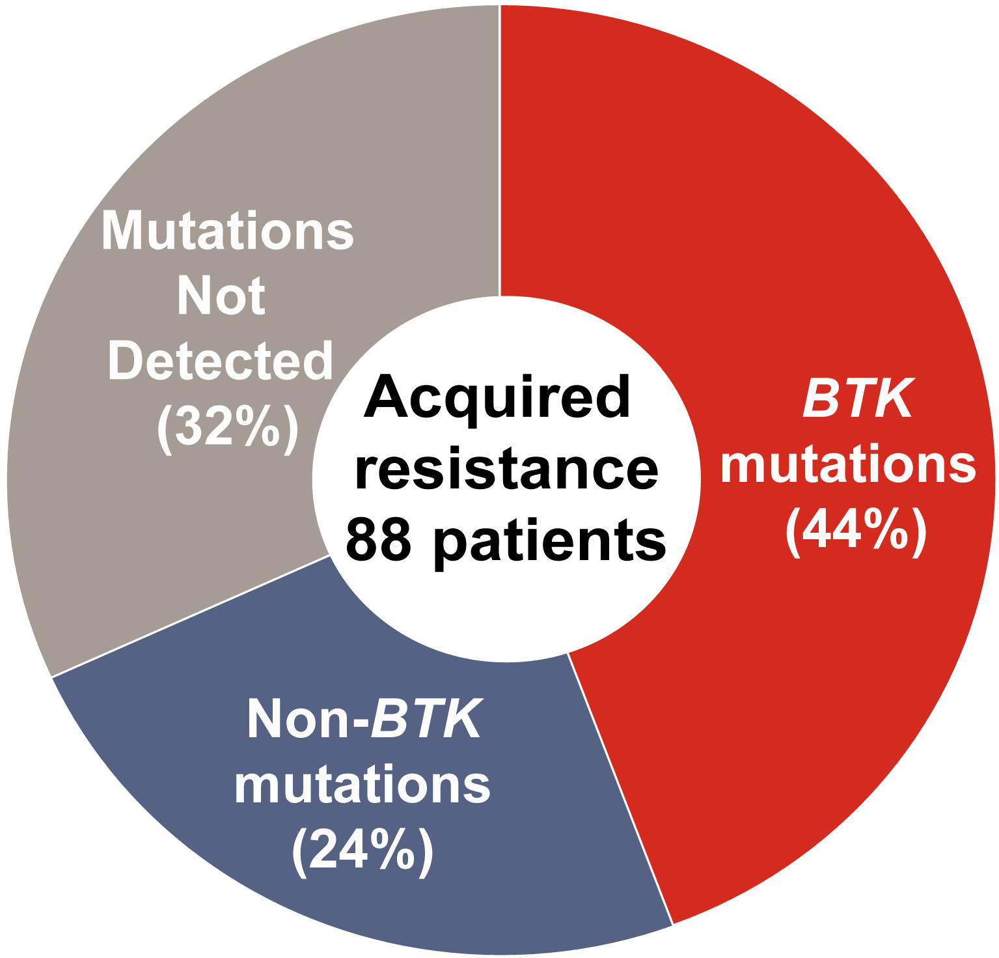 Mutations
Not
Detected
(32%)
Acquired
resistance
88 patients
BTK
mutations
(44%)
Non-BTK
mutations
(24%)